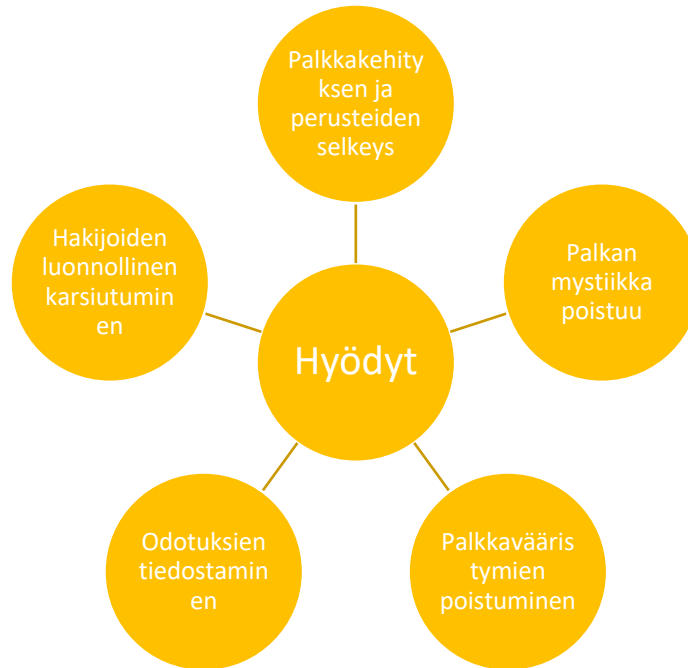 Palkkakehity
ksen ja
perusteiden
selkeys
Hakijoiden
luonnollinen
karsiutumin
en
Palkan
mystiikka
poistuu
Hyödyt
Odotuksien
tiedostamin
en
Palkkavääris
tymien
poistuminen